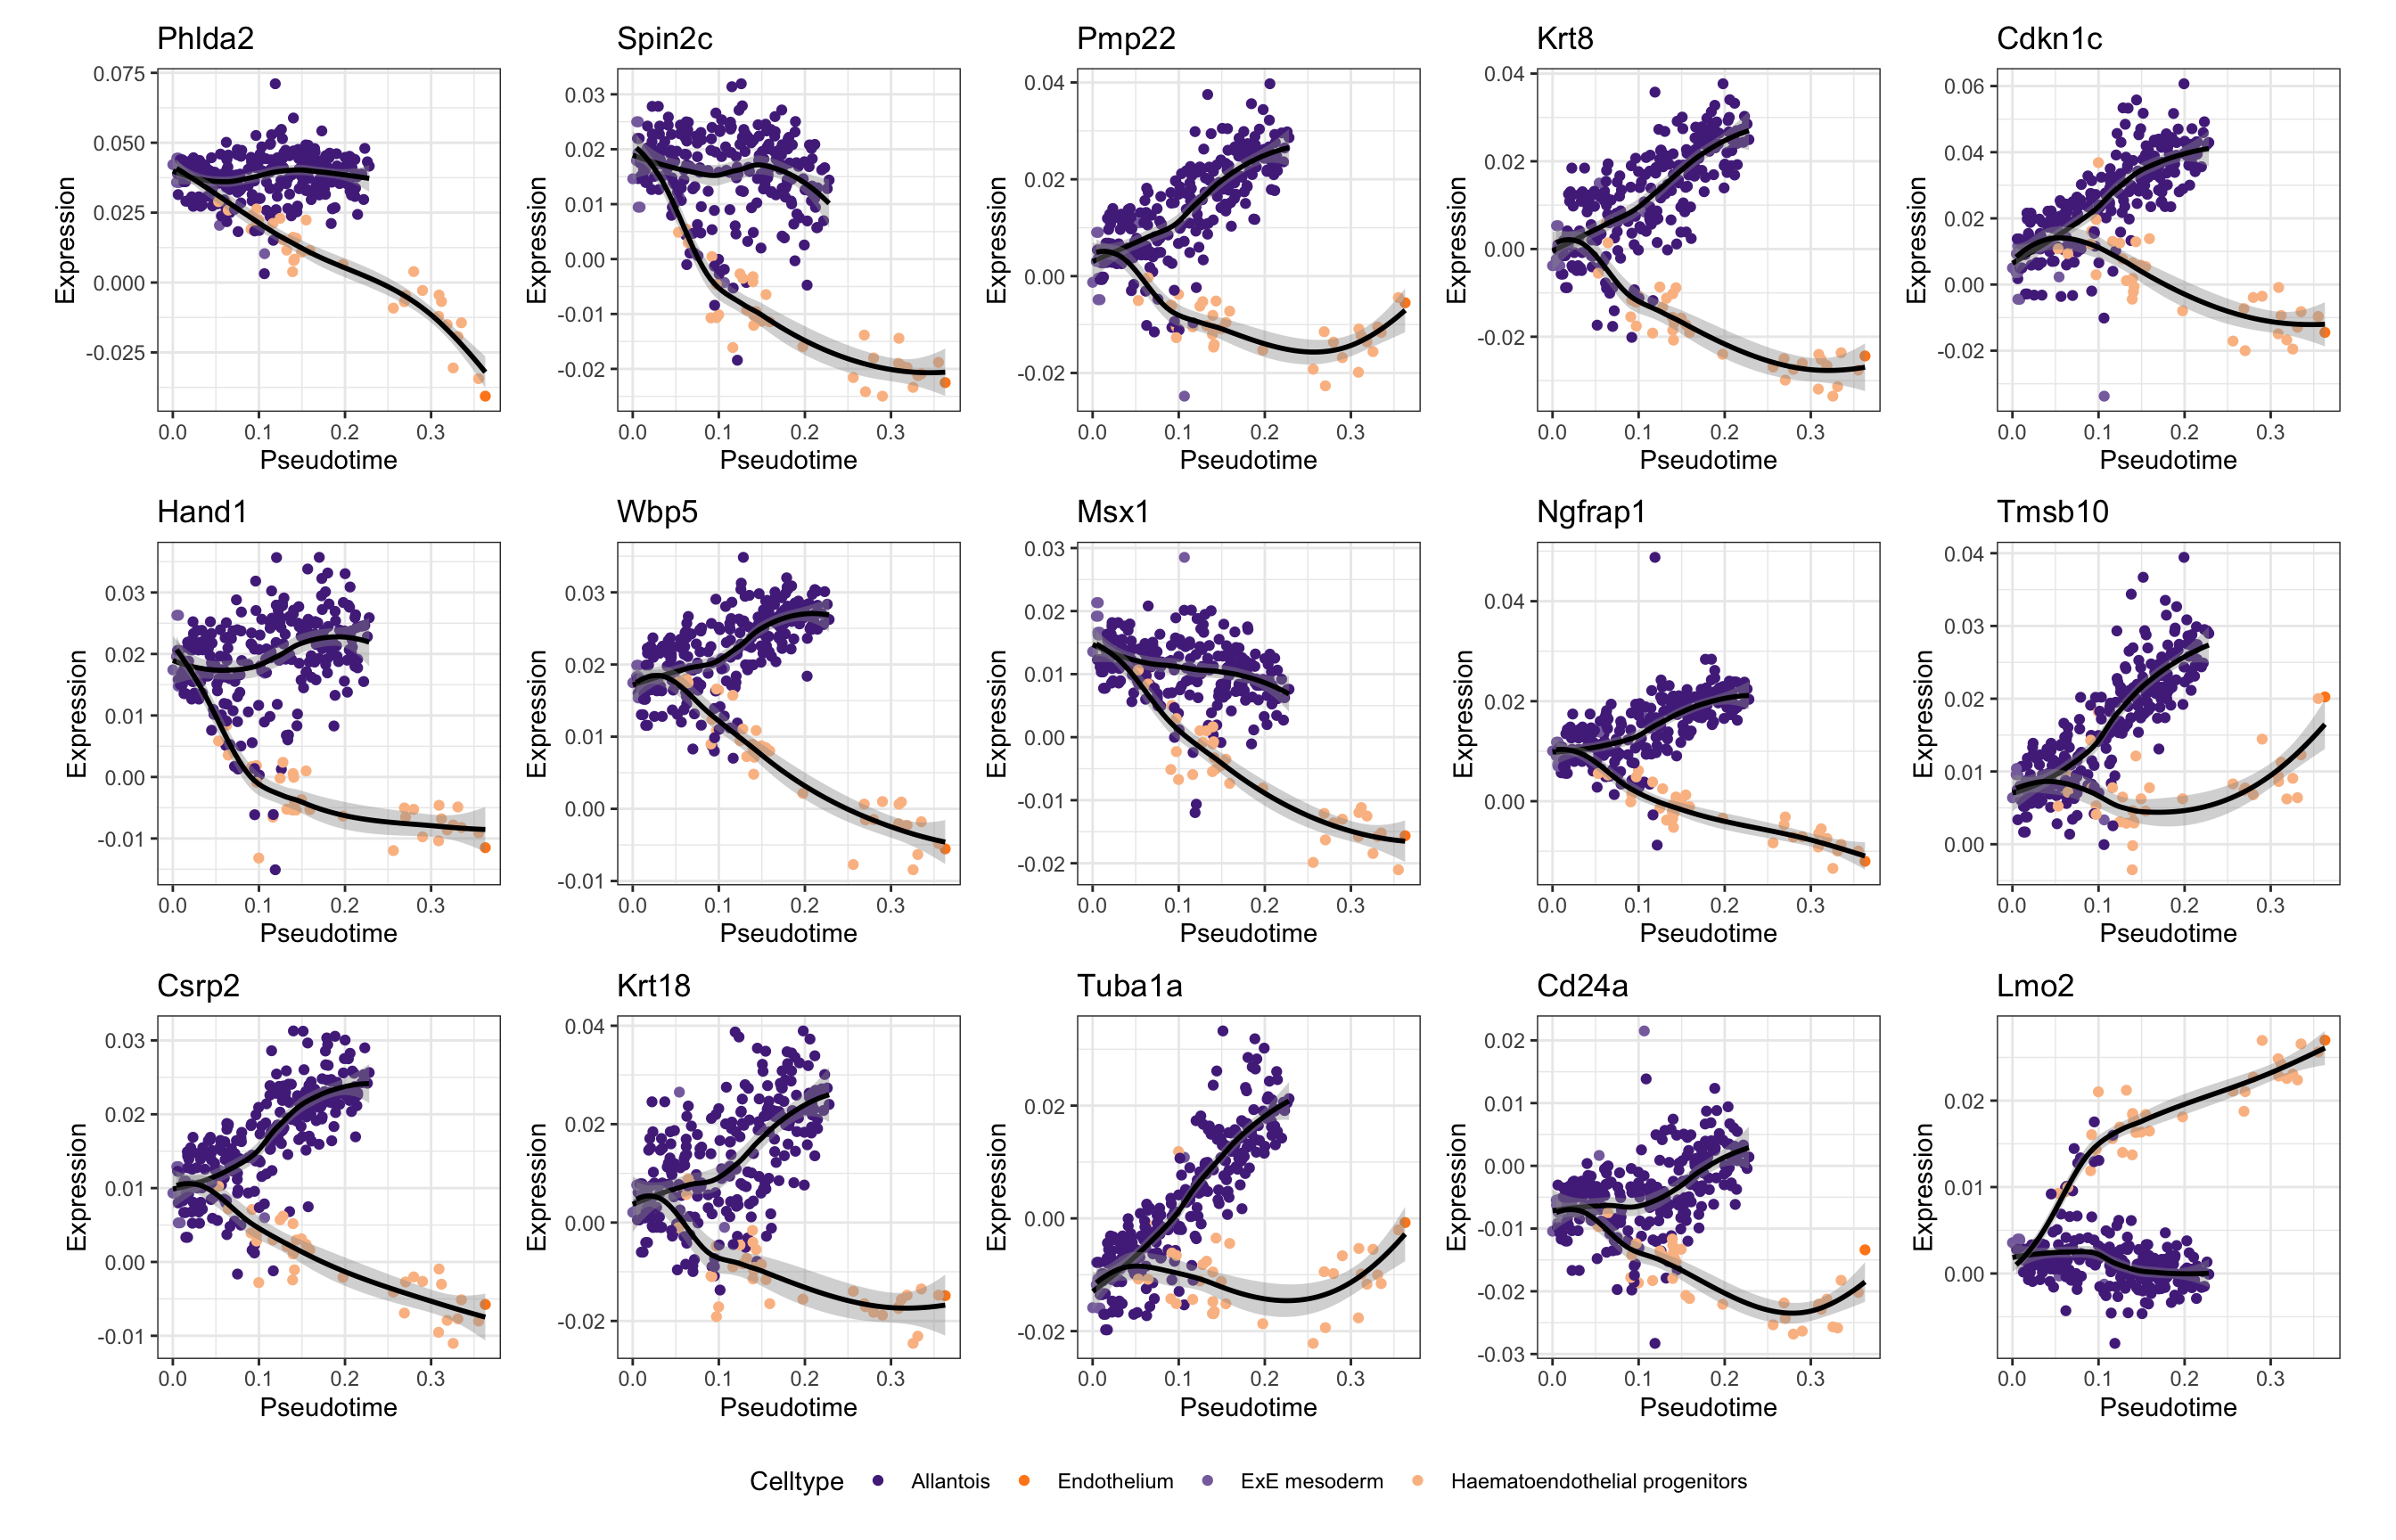 Phlda2 Spin2c Pmp22 Krt8 Cdkn1c
Expression
0.075
0.050
0.025
0.000
-0.025
0.0 0.1 0.2 0.3
Pseudotime
Expression
0.03
0.02
0.01
0.00
-0.01
-0.02
0.0 0.1 0.2 0.3
Pseudotime
Expression
0.04
0.02
0.00
-0.02
0.0 0.1 0.2 0.3
Pseudotime
Expression
0.04
0.02
0.00
-0.02
0.0 0.1 0.2 0.3
Pseudotime
Expression
0.06
0.04
0.02
0.00
-0.02
0.0 0.1 0.2 0.3
Pseudotime
Hand1 Wbp5 Msx1 Ngfrap1 Tmsb10
Expression
0.03
0.02
0.01
0.00
-0.01
0.0 0.1 0.2 0.3
Pseudotime
Expression
0.03
0.02
0.01
0.00
-0.01
0.0 0.1 0.2 0.3
Pseudotime
Expression
0.03
0.02
0.01
0.00
-0.01
-0.02
0.0 0.1 0.2 0.3
Pseudotime
Expression
0.04
0.02
0.00
0.0 0.1 0.2 0.3
Pseudotime
Expression
0.04
0.03
0.02
0.01
0.00
0.0 0.1 0.2 0.3
Pseudotime
Csrp2 Krt18 Tuba1a Cd24a Lmo2
Expression
0.03
0.02
0.01
0.00
-0.01
0.0 0.1 0.2 0.3
Pseudotime
Expression
0.04
0.02
0.00
-0.02
0.0 0.1 0.2 0.3
Pseudotime
Expression
0.02
0.00
-0.02
0.0 0.1 0.2 0.3
Pseudotime
Expression
0.02
0.01
0.00
-0.01
-0.02
-0.03
0.0 0.1 0.2 0.3
Pseudotime
Expression
0.02
0.01
0.00
0.0 0.1 0.2 0.3
Pseudotime
Celltype Allantois Endothelium ExE mesoderm Haematoendothelial progenitors